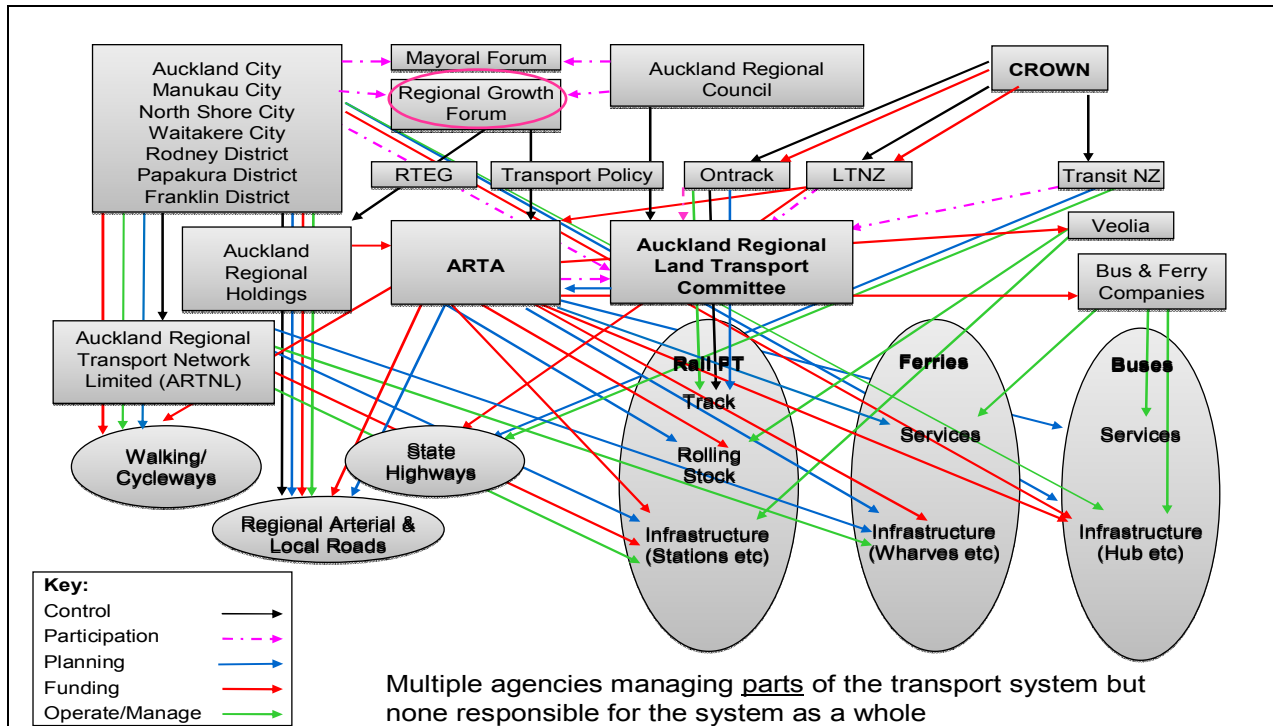 Auckland City
Manukau City
North Shore City
Waitakere City
Rodney District
Papakura District
Franklin District
Mayoral Forum
Regional Growth
Forum
Auckland Regional
Council
CROWN
RTEG
Transport Policy
Ontrack
LTNZ
Transit NZ
Veolia
Auckland
Regional
Holdings
ARTA
Auckland Regional
Land Transport
Committee
Bus & Ferry
Companies
Auckland Regional
Transport Network
Limited (ARTNL)
Rail PT
Track
Rolling
Stock
Infrastructure
(Stations etc)
Ferries
Services
Infrastructure
(Wharves etc)
Buses
Services
Infrastructure
(Hub etc)
Walking/
Cycleways
State
Highways
Regional Arterial &
Local Roads
Key:
Control
Participation
Planning
Funding
Operate/Manage
Multiple agencies managing parts of the transport system but
none responsible for the system as a whole